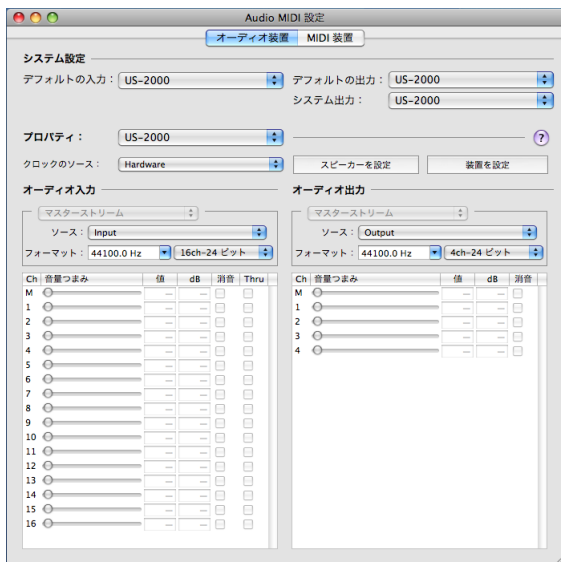 Audio MIDI 設定
オーディオ装置 MIDI 装置
システム設定
デフォルトの入力： US-2000 デフォルトの出力： US-2000
システム出力： US-2000
プロパティ： US-2000 ?
クロックのソース： Hardware スピーカーを設定 装置を設定
オーディオ入力 オーディオ出力
マスターストリーム マスターストリーム
ソース： Input ソース： Output
フォーマット： 44100.0 Hz 16ch-24 ビット フォーマット： 44100.0 Hz 4ch-24 ビット
Ch 音量つまみ 値 dB 消音 Thru Ch 音量つまみ 値 dB 消音
M — — M — —
1 — — 1 — —
2 — — 2 — —
3 — — 3 — —
4 — — 4 — —
5 — —
6 — —
7 — —
8 — —
9 — —
10 — —
11 — —
12 — —
13 — —
14 — —
15 — —
16 — —